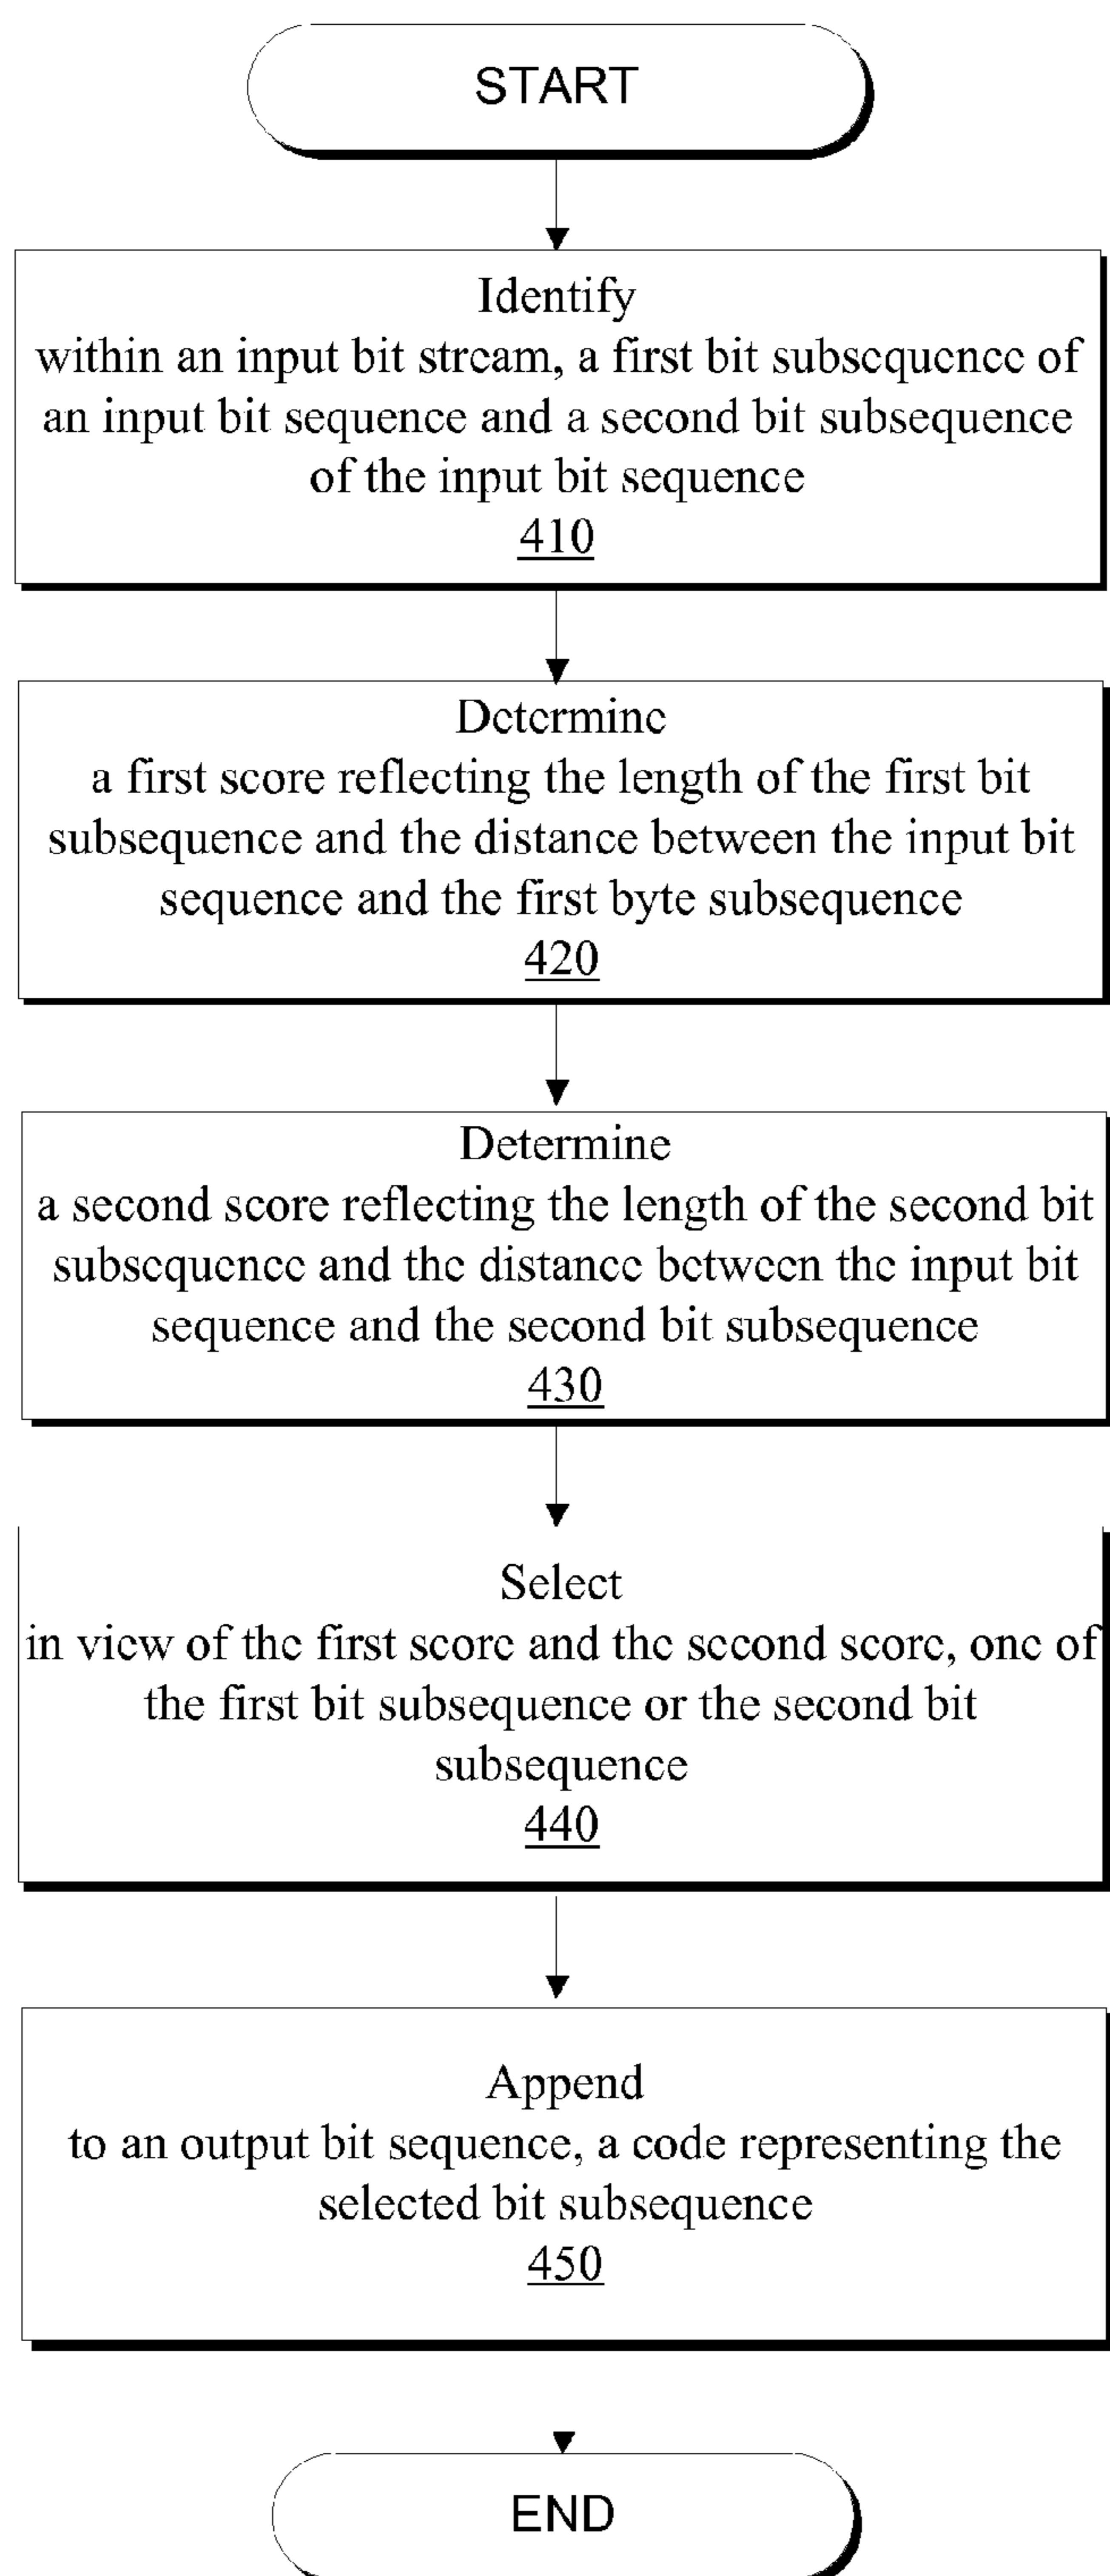 START
Identify
within an input bit stream, a first bit subsequence of
an input bit sequence and a second bit subsequence
of the input bit sequence
410
Determine
a first score reflecting the length of the first bit
subsequence and the distance between the input bit
sequence and the first byte subsequence
420
Determine
a second score reflecting the length of the second bit
subsequence and the distance between the input bit
sequence and the second bit subsequence
430
Select
in view of the first score and the second score, one of
the first bit subsequence or the second bit
subsequence
440
Append
to an output bit sequence, a code representing the
selected bit subsequence
450
END